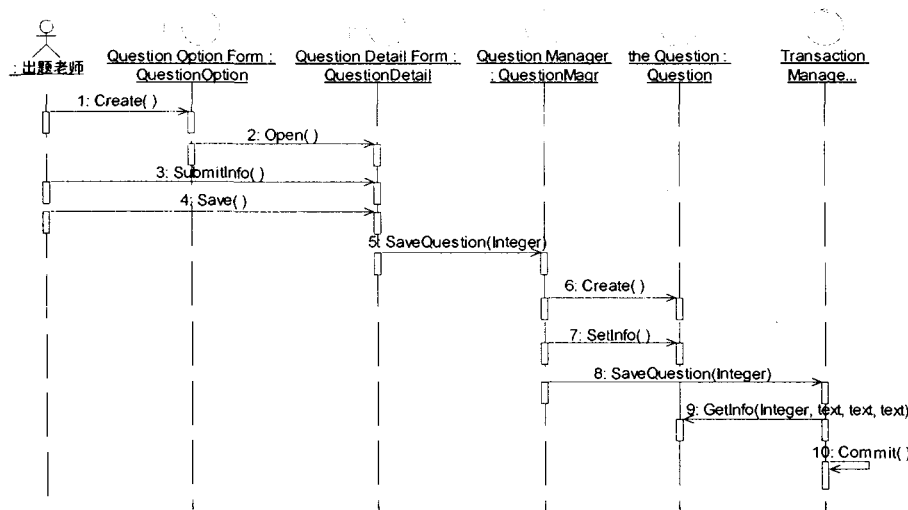 : 出题老师
Question Option Form :
QuestionOption
Question Detail Form :
QuestionDetail
Question Manager
: QuestionMagr
the Question :
Question
Transaction
Manage...
1: Create( )
2: Open( )
3: SubmitInfo( )
4: Save( )
5: SaveQuestion(Integer)
6: Create( )
7: SetInfo( )
8: SaveQuestion(Integer)
9: GetInfo(Integer, text, text, text)
10: Commit( )